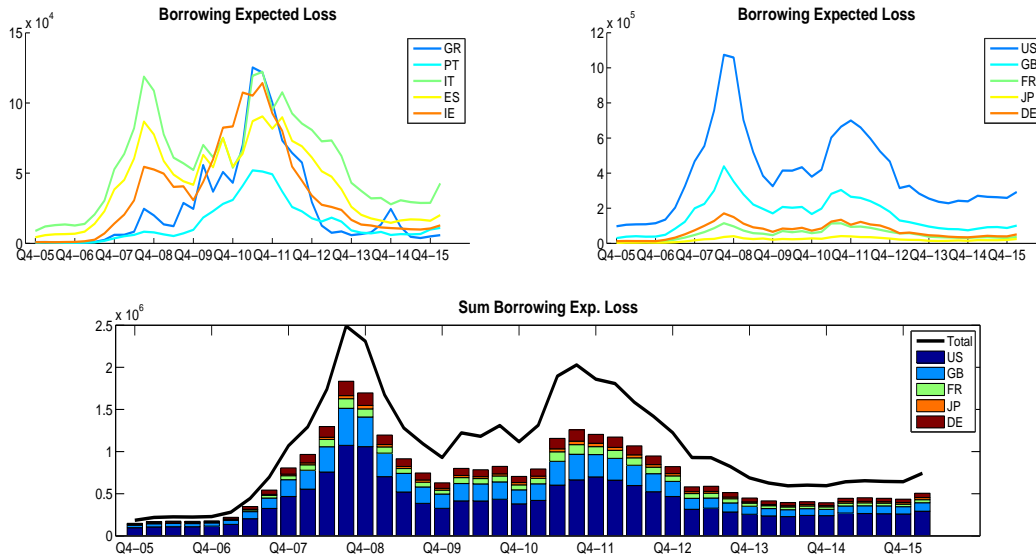 Borrowing Expected Loss
x 10^4
15
10
5
0
Q4−05 Q4−06 Q4−07 Q4−08 Q4−09 Q4−10 Q4−11 Q4−12 Q4−13 Q4−14 Q4−15
GR
PT
IT
ES
IE
Borrowing Expected Loss
x 10^5
12
10
8
6
4
2
0
Q4−05 Q4−06 Q4−07 Q4−08 Q4−09 Q4−10 Q4−11 Q4−12 Q4−13 Q4−14 Q4−15
US
GB
FR
JP
DE
Sum Borrowing Exp. Loss
x 10^6
2.5
2
1.5
1
0.5
0
Q4−05 Q4−06 Q4−07 Q4−08 Q4−09 Q4−10 Q4−11 Q4−12 Q4−13 Q4−14 Q4−15
Total
US
GB
FR
JP
DE